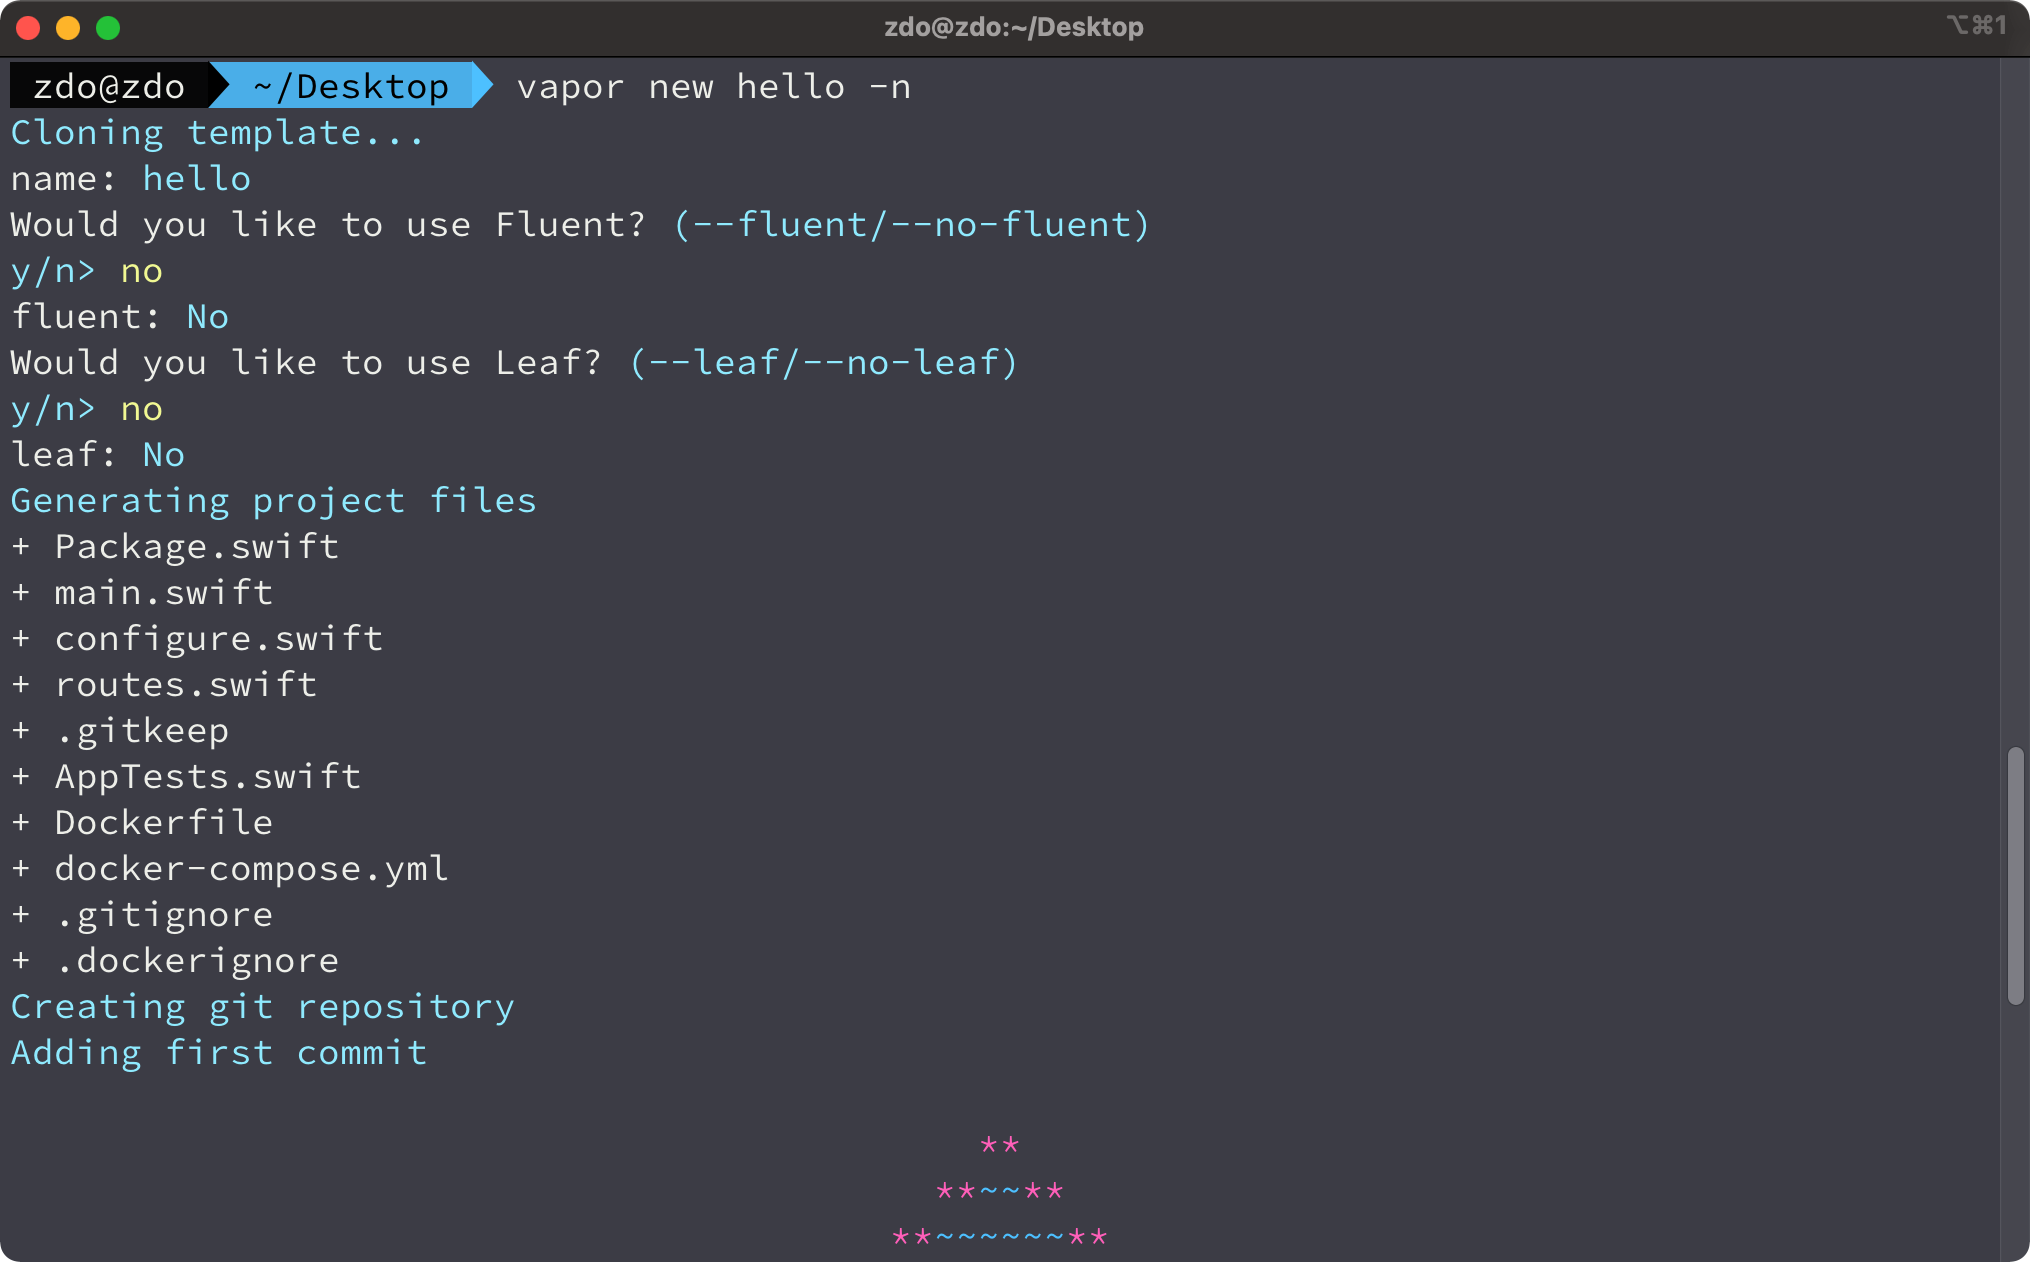 zdo@zdo:~/Desktop ⌥⌘1
zdo@zdo ~/Desktop vapor new hello -n
Cloning template...
name: hello
Would you like to use Fluent? (--fluent/--no-fluent)
y/n> no
fluent: No
Would you like to use Leaf? (--leaf/--no-leaf)
y/n> no
leaf: No
Generating project files
+ Package.swift
+ main.swift
+ configure.swift
+ routes.swift
+ .gitkeep
+ AppTests.swift
+ Dockerfile
+ docker-compose.yml
+ .gitignore
+ .dockerignore
Creating git repository
Adding first commit
**
**~~**
**~~~~~~**